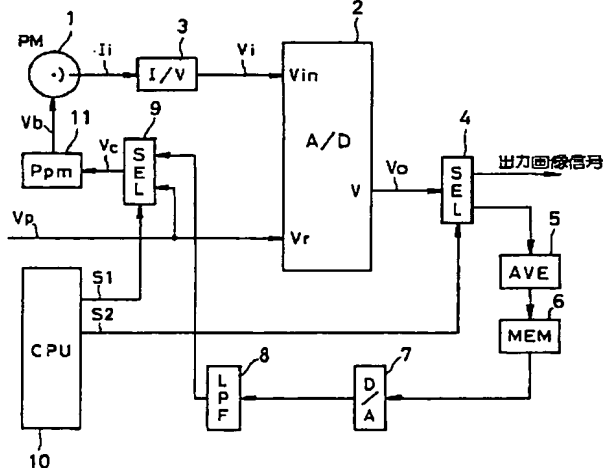 1
PM
Ii
3
I/V
Vi
2
Vin
A/D
V
Vr
Vb
11
Ppm
Vc
9
SEL
Vp
Vo
4
SEL
出力画像信号
5
AVE
6
MEM
S1
S2
CPU
10
8
LPF
7
D/A